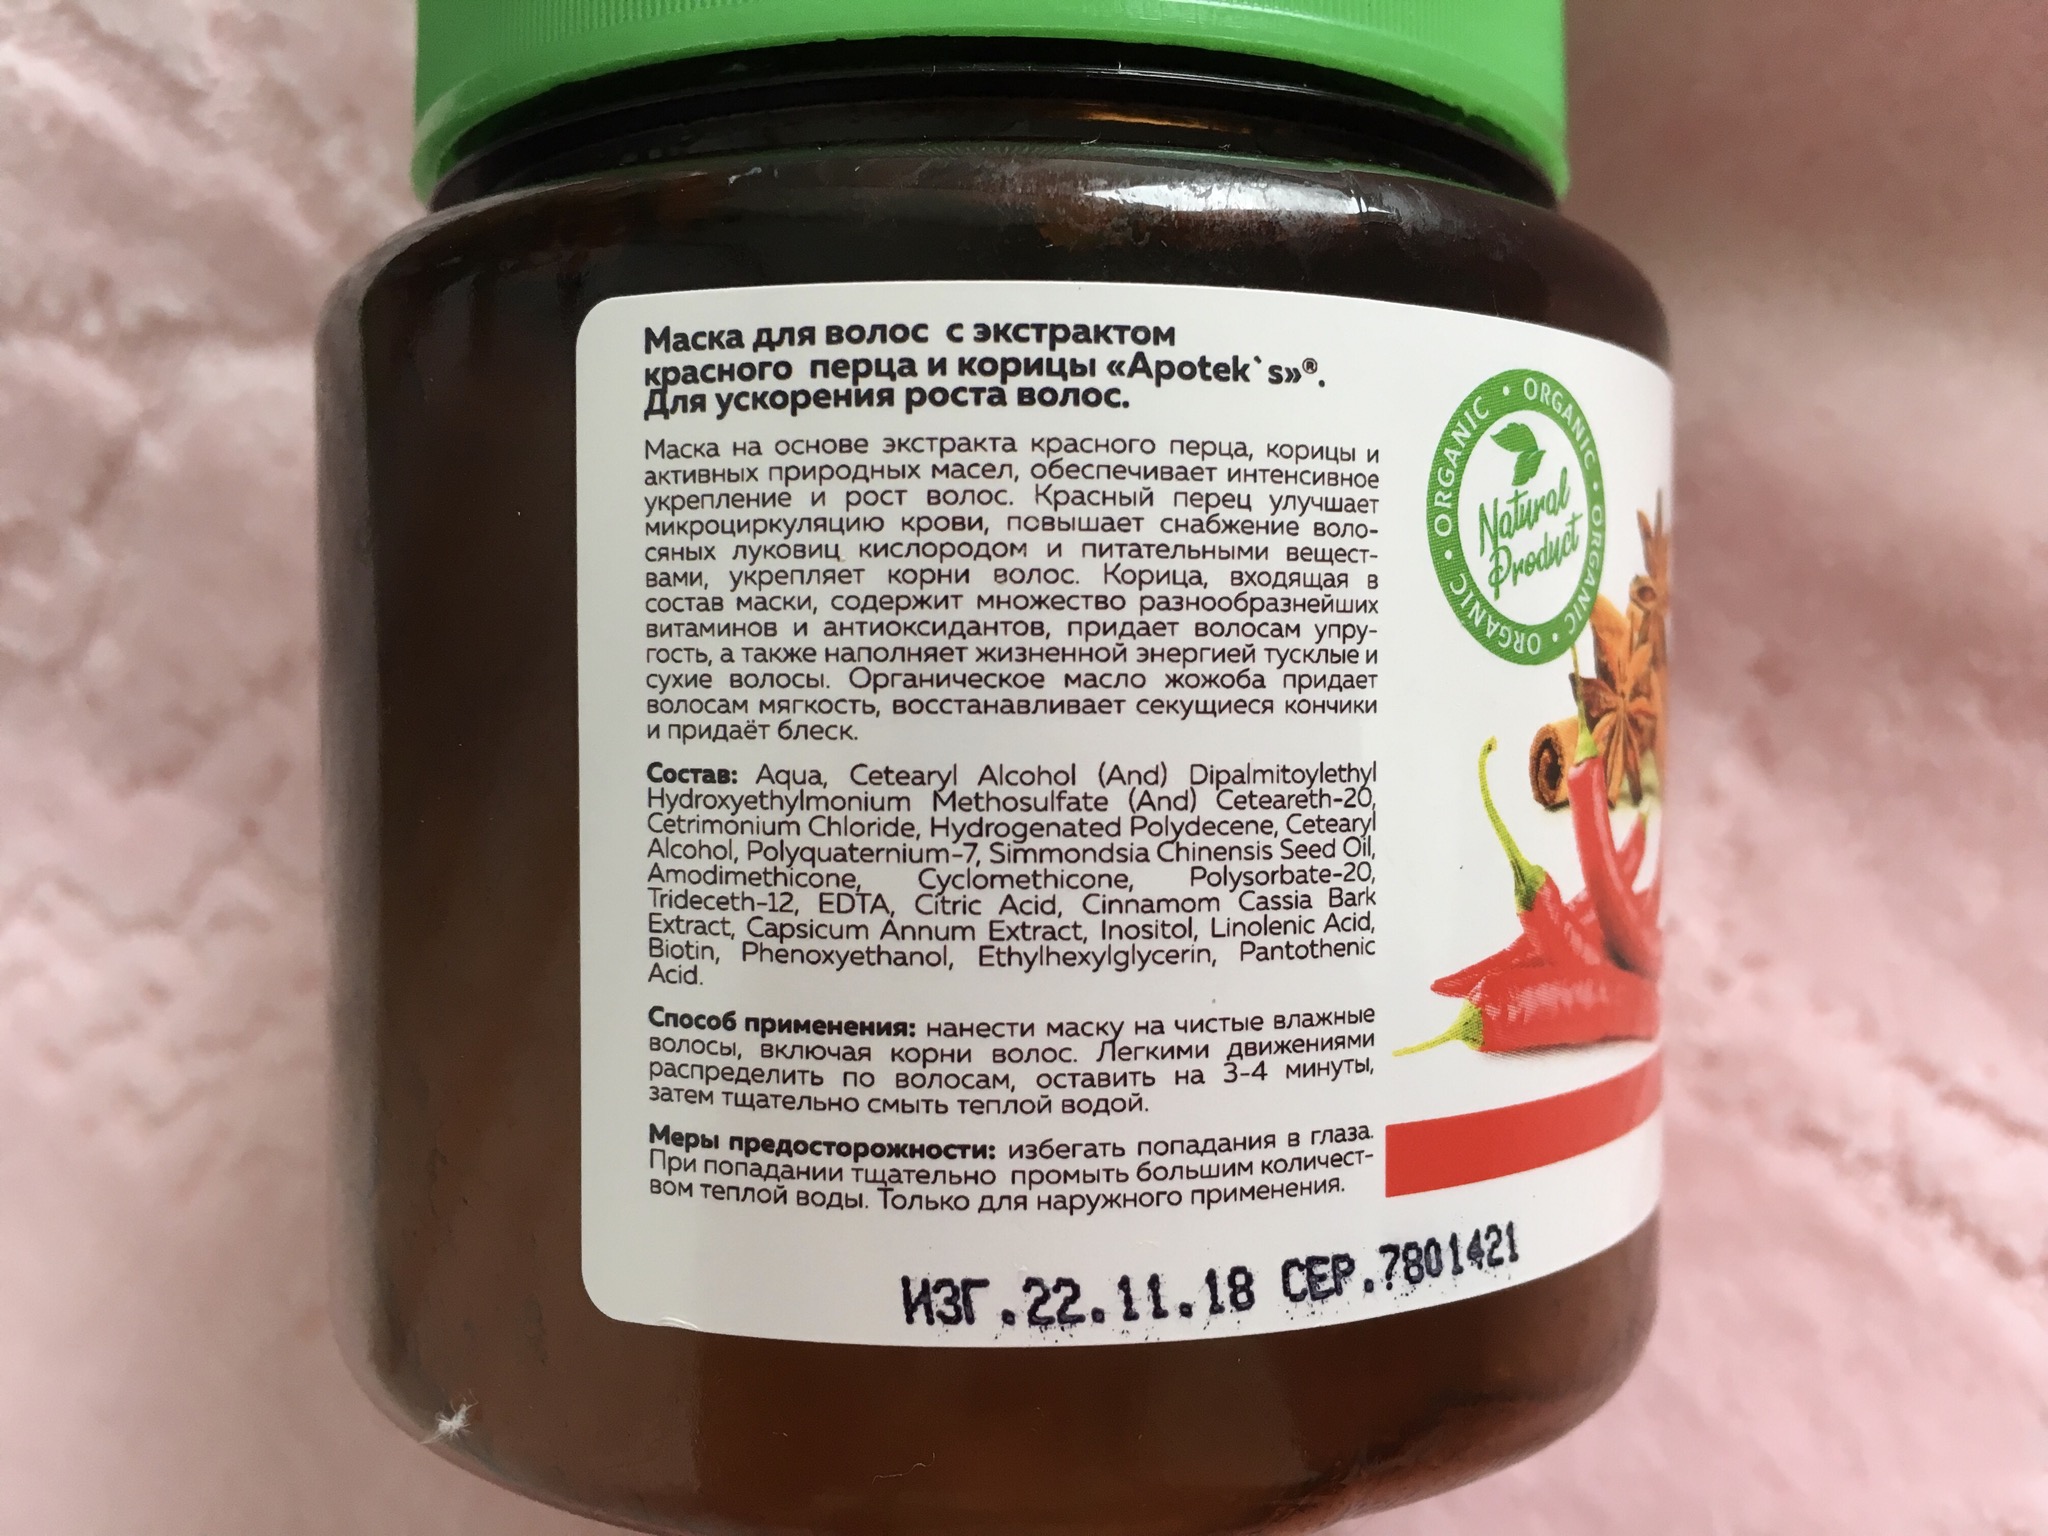 Маска для волос с экстрактом
красного перца и корицы «Apotek`s»®.
Для ускорения роста волос.
Маска на основе экстракта красного перца, корицы и
активных природных масел, обеспечивает интенсивное
укрепление и рост волос. Красный перец улучшает
микроциркуляцию крови, повышает снабжение воло-
сяных луковиц кислородом и питательными вещест-
вами, укрепляет корни волос. Корица, входящая в
состав маски, содержит множество разнообразнейших
витаминов и антиоксидантов, придает волосам упру-
гость, а также наполняет жизненной энергией тусклые и
сухие волосы. Органическое масло жожоба придает
волосам мягкость, восстанавливает секущиеся кончики
и придаёт блеск.
Состав: Aqua, Cetearyl Alcohol (And) Dipalmitoylethyl
Hydroxyethylmonium Methosulfate (And) Ceteareth-20,
Cetrimonium Chloride, Hydrogenated Polydecene, Cetearyl
Alcohol, Polyquaternium-7, Simmondsia Chinensis Seed Oil,
Amodimethicone, Cyclomethicone, Polysorbate-20,
Trideceth-12, EDTA, Citric Acid, Cinnamom Cassia Bark
Extract, Capsicum Annum Extract, Inositol, Linolenic Acid,
Biotin, Phenoxyethanol, Ethylhexylglycerin, Pantothenic
Acid.
Способ применения: нанести маску на чистые влажные
волосы, включая корни волос. Легкими движениями
распределить по волосам, оставить на 3-4 минуты,
затем тщательно смыть теплой водой.
Меры предосторожности: избегать попадания в глаза.
При попадании тщательно промыть большим количест-
вом теплой воды. Только для наружного применения.
ИЗГ.22.11.18 СЕР.7801421
ORGANIC • ORGANIC • ORGANIC • ORGANIC • ORGANIC •
Natural
Product